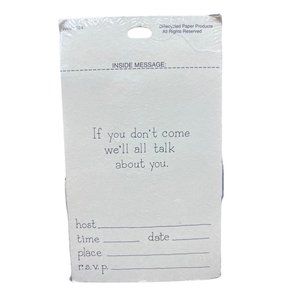 ©Recycled Paper Products
All Rights Reserved
INSIDE MESSAGE:
If you don't come
we'll all talk
about you.
host
time date
place
r.s.v.p.